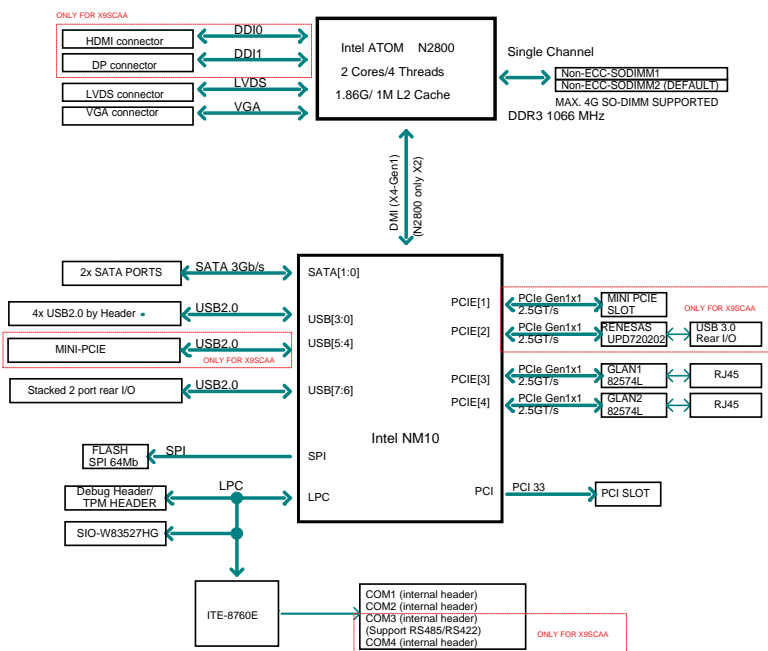 ONLY FOR X9SCAA
HDMI connector
DDI0
DP connector
DDI1
LVDS connector
LVDS
VGA connector
VGA
Intel ATOM N2800
2 Cores/4 Threads
1.86G/ 1M L2 Cache
Single Channel
Non-ECC-SODIMM1
Non-ECC-SODIMM2 (DEFAULT)
MAX. 4G SO-DIMM SUPPORTED
DDR3 1066 MHz
DMI (X4-Gen1)
(N2800 only X2)
2x SATA PORTS
SATA 3Gb/s
SATA[1:0]
4x USB2.0 by Header
USB2.0
USB[3:0]
MINI-PCIE
USB2.0
USB[5:4]
ONLY FOR X9SCAA
Stacked 2 port rear I/O
USB2.0
USB[7:6]
FLASH
SPI 64Mb
SPI
SPI
Debug Header/
TPM HEADER
LPC
LPC
SIO-W83527HG
Intel NM10
PCIE[1]
PCIe Gen1x1
2.5GT/s
MINI PCIE
SLOT
ONLY FOR X9SCAA
PCIE[2]
PCIe Gen1x1
2.5GT/s
RENESAS
UPD720202
USB 3.0
Rear I/O
PCIE[3]
PCIe Gen1x1
2.5GT/s
GLAN1
82574L
RJ45
PCIE[4]
PCIe Gen1x1
2.5GT/s
GLAN2
82574L
RJ45
PCI
PCI 33
PCI SLOT
ITE-8760E
COM1 (internal header)
COM2 (internal header)
COM3 (internal header)
(Support RS485/RS422)
COM4 (internal header)
ONLY FOR X9SCAA